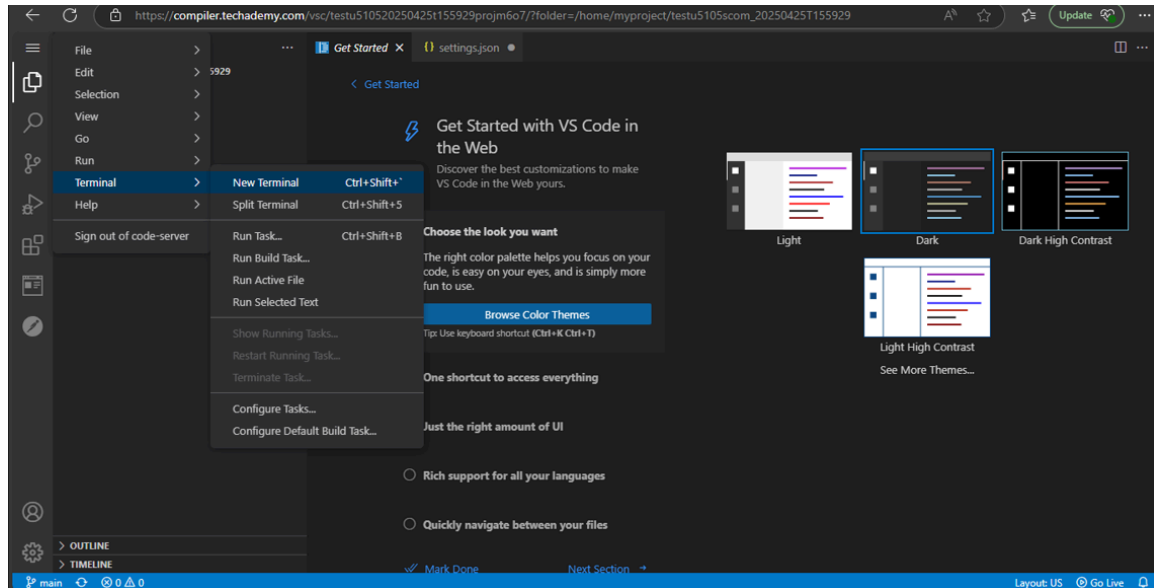 https://compiler.techademy.com/vsc/testu510520250425t155929projm6o7/?folder=/home/myproject/testu5105scom_20250425T155929
Update
File
Edit
Selection
View
Go
Run
Terminal
Help
Sign out of code-server
5929
New Terminal Ctrl+Shift+`
Split Terminal Ctrl+Shift+5
Run Task... Ctrl+Shift+B
Run Build Task...
Run Active File
Run Selected Text
Show Running Tasks...
Restart Running Task...
Terminate Task...
Configure Tasks...
Configure Default Build Task...
Get Started
{} settings.json
< Get Started
Get Started with VS Code in
the Web
Discover the best customizations to make
VS Code in the Web yours.
Choose the look you want
The right color palette helps you focus on your
code, is easy on your eyes, and is simply more
fun to use.
Browse Color Themes
Tip: Use keyboard shortcut (Ctrl+K Ctrl+T)
One shortcut to access everything
Just the right amount of UI
Rich support for all your languages
Quickly navigate between your files
Mark Done
Next Section →
Light
Dark
Dark High Contrast
Light High Contrast
See More Themes...
> OUTLINE
> TIMELINE
main
0 0
Layout: US
Go Live